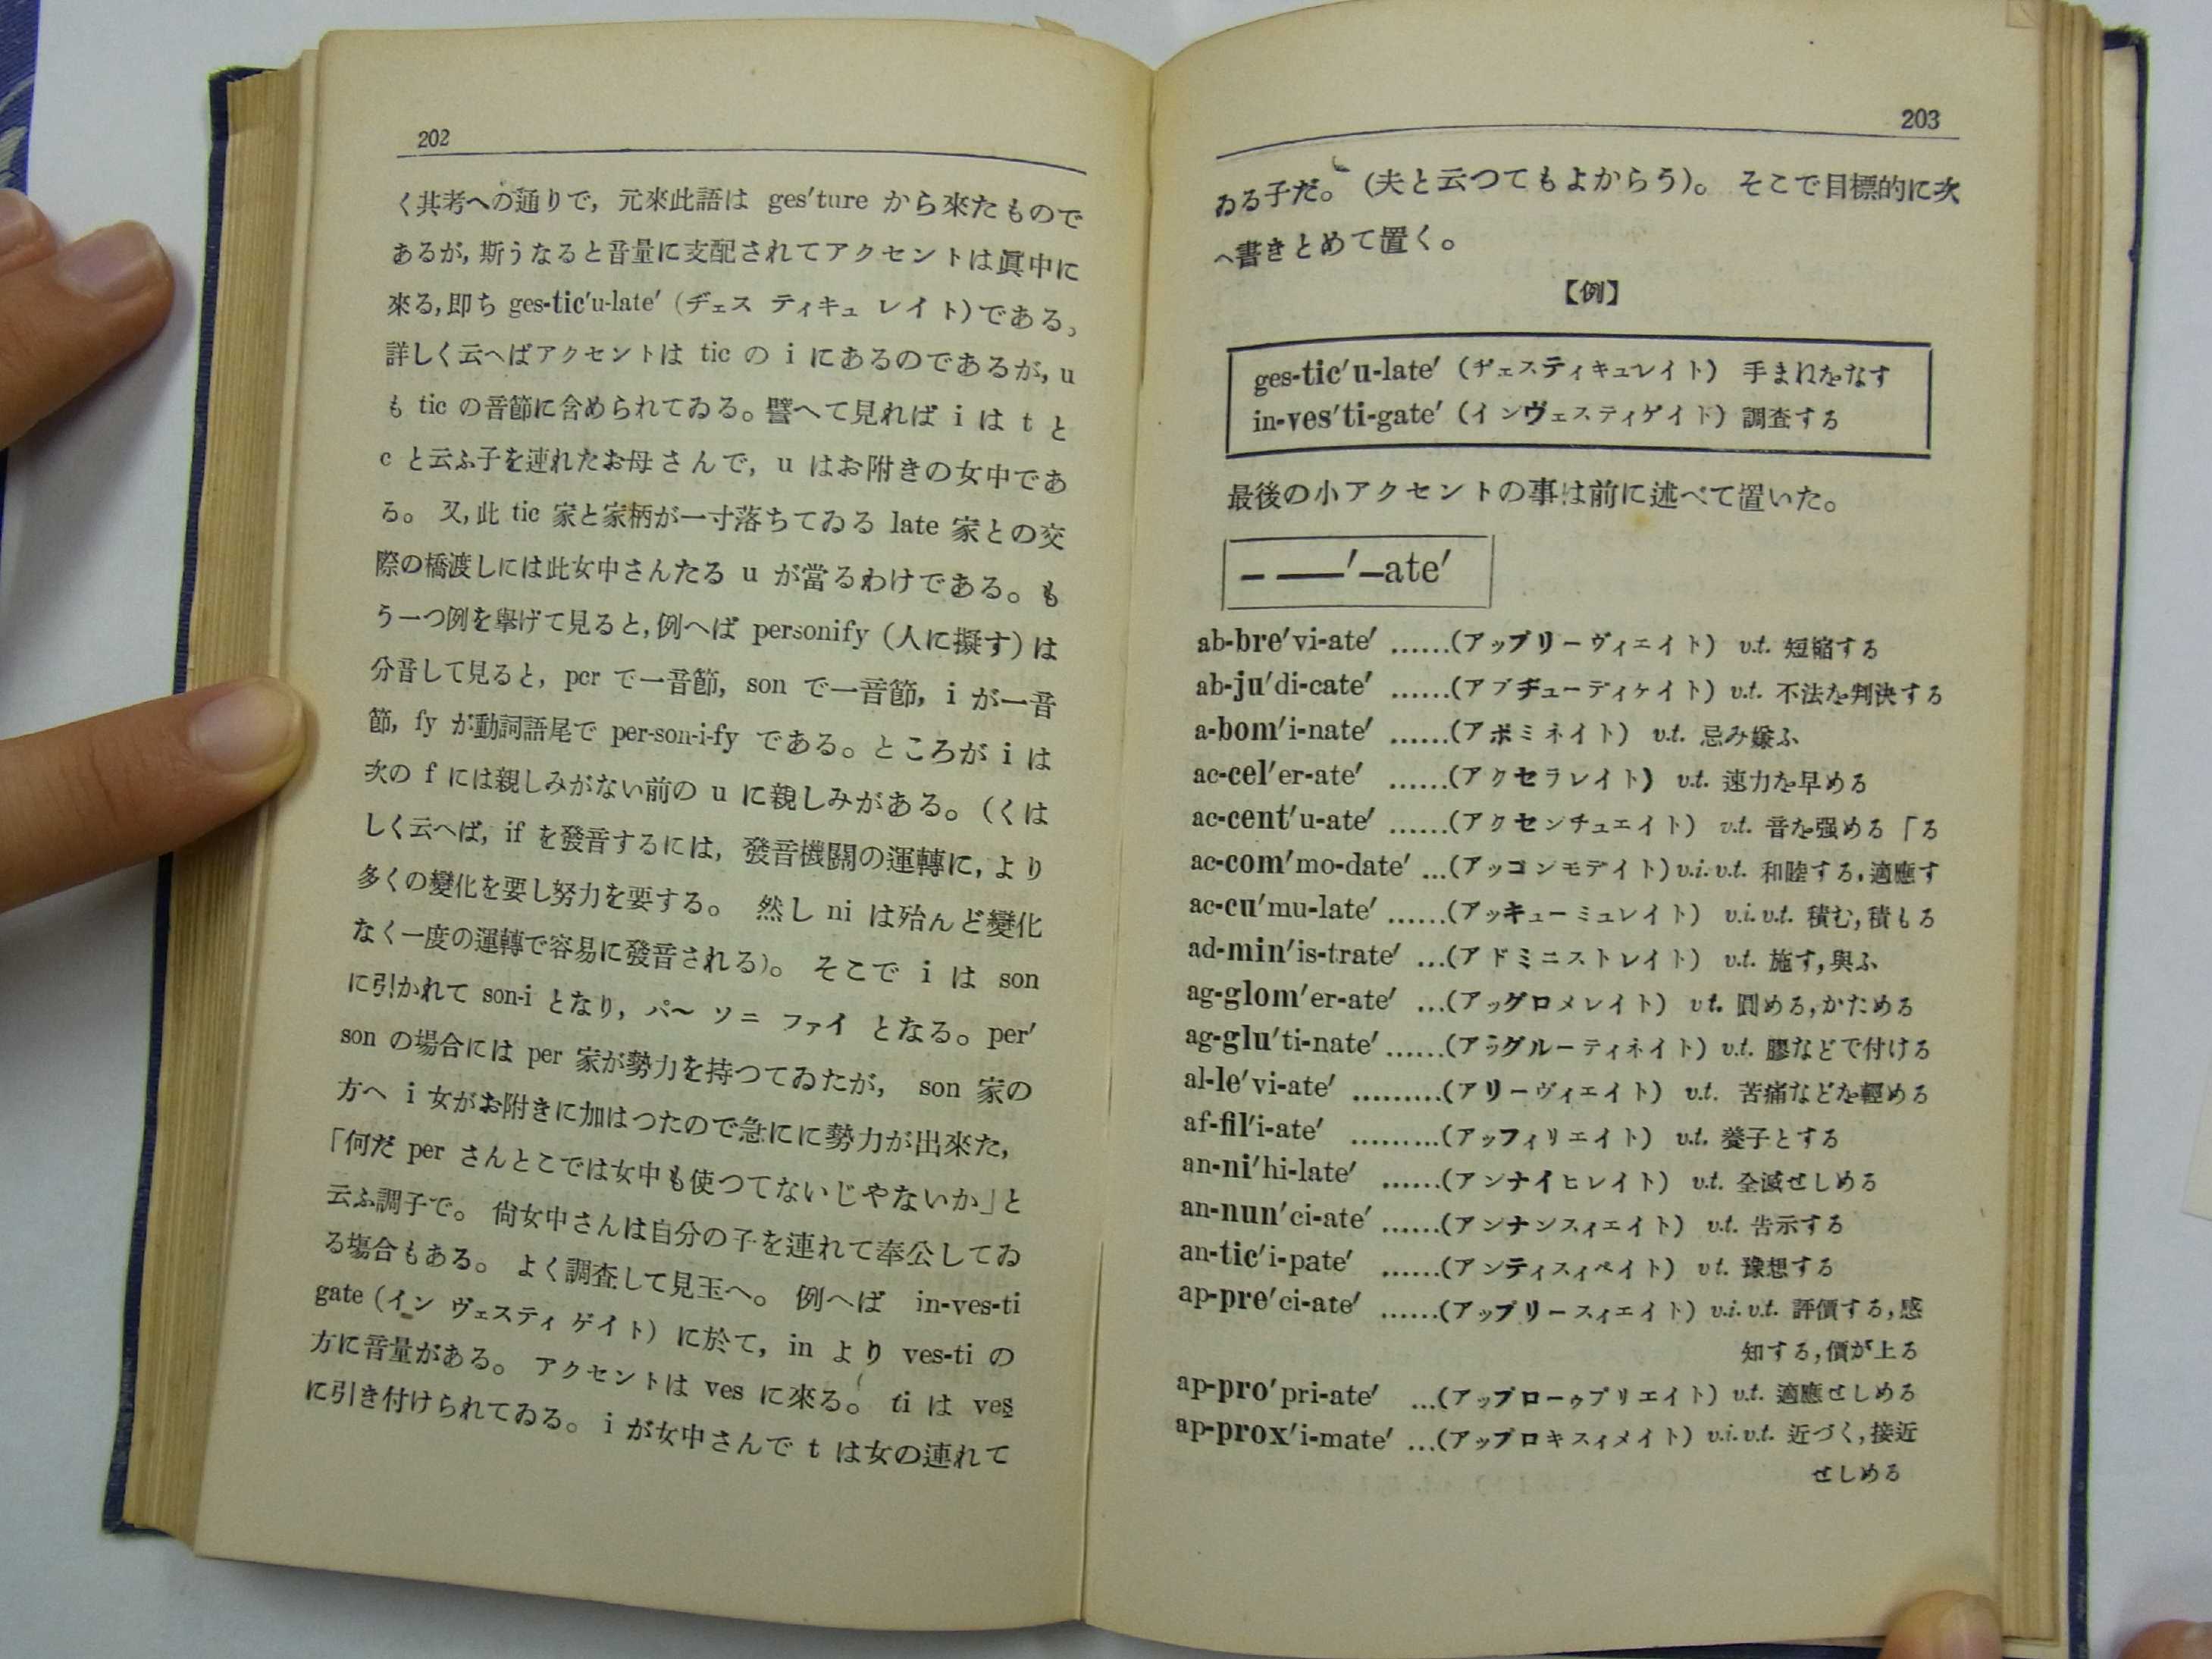 202
く其考への通りで, 元來此語は ges′ture から來たもので
あるが, 斯うなると音量に支配されてアクセントは眞中に
來る, 即ち ges-tic′u-late′ (ヂェス ティキュ レイト)である。
詳しく云へばアクセントは tic の i にあるのであるが, u
も tic の音節に含められてゐる。譬へて見れば i は t と
c と云ふ子を連れたお母さんで, u はお附きの女中であ
る。 又, 此 tic 家と家柄が一寸落ちてゐる late 家との交
際の橋渡しには此女中さんたる u が當るわけである。も
う一つ例を擧げて見ると, 例へば personify (人に擬す) は
分音して見ると, per で一音節, son で一音節, i が一音
節, fy が動詞語尾で per-son-i-fy である。ところが i は
次の f には親しみがない前の u に親しみがある。(くは
しく云へば, if を發音するには, 發音機關の運轉に, より
多くの變化を要し努力を要する。 然し ni は殆んど變化
なく一度の運轉で容易に發音される)。 そこで i は son
に引かれて son-i となり, パ〜 ソニ ファイ となる。per′
son の場合には per 家が勢力を持つてゐたが, son 家の
方へ i 女がお附きに加はつたので急にに勢力が出來た,
「何だ per さんとこでは女中も使つてないじやないか」と
云ふ調子で。 尙女中さんは自分の子を連れて奉公してゐ
る塲合もある。 よく調査して見玉へ。 例へば in-ves-ti
gate (イン ヴェスティ ゲイト) に於て, in より ves-ti の
方に音量がある。 アクセントは ves に來る。 ti は ves
に引き付けられてゐる。i が女中さんで t は女の連れて
203
ゐる子だ。(夫と云つてもよからう)。 そこで目標的に次
へ書きとめて置く。
【例】
ges-tic′u-late′ (ヂェスティキュレイト) 手まねをなす
in-ves′ti-gate′ (インヴェスティゲイト) 調査する
最後の小アクセントの事は前に述べて置いた。
– ——′–ate′
ab-bre′vi-ate′ ......(アッブリーヴィエイト) v.t. 短縮する
ab-ju′di-cate′ ......(アブヂューディケイト) v.t. 不法を判決する
a-bom′i-nate′ ......(アボミネイト) v.t. 忌み嫌ふ
ac-cel′er-ate′ ......(アクセラレイト) v.t. 速力を早める
ac-cent′u-ate′ ......(アクセンチュエイト) v.t. 音を强める 「る
ac-com′mo-date′ ...(アッコンモデイト) v.i. v.t. 和陸する, 適應す
ac-cu′mu-late′ ......(アッキューミュレイト) v.i. v.t. 積む, 積もる
ad-min′is-trate′ ...(アドミニストレイト) v.t. 施す, 與ふ
ag-glom′er-ate′ ...(アッグロメレイト) v.t. 圓める, かためる
ag-glu′ti-nate′ ......(アッグルーティネイト) v.t. 膠などで付ける
al-le′vi-ate′ .........(アリーヴィエイト) v.t. 苦痛などを輕める
af-fil′i-ate′ .........(アッフィリエイト) v.t. 養子とする
an-ni′hi-late′ ......(アンナイヒレイト) v.t. 全滅せしめる
an-nun′ci-ate′ ......(アンナンスィエイト) v.t. 告示する
an-tic′i-pate′ ......(アンティスィペイト) v.t. 豫想する
ap-pre′ci-ate′ ......(アップリースィエイト) v.i. v.t. 評價する, 感
知する, 價が上る
ap-pro′pri-ate′ ...(アップローゥプリエイト) v.t. 適應せしめる
ap-prox′i-mate′ ...(アップロキスィメイト) v.i. v.t. 近づく, 接近
せしめる